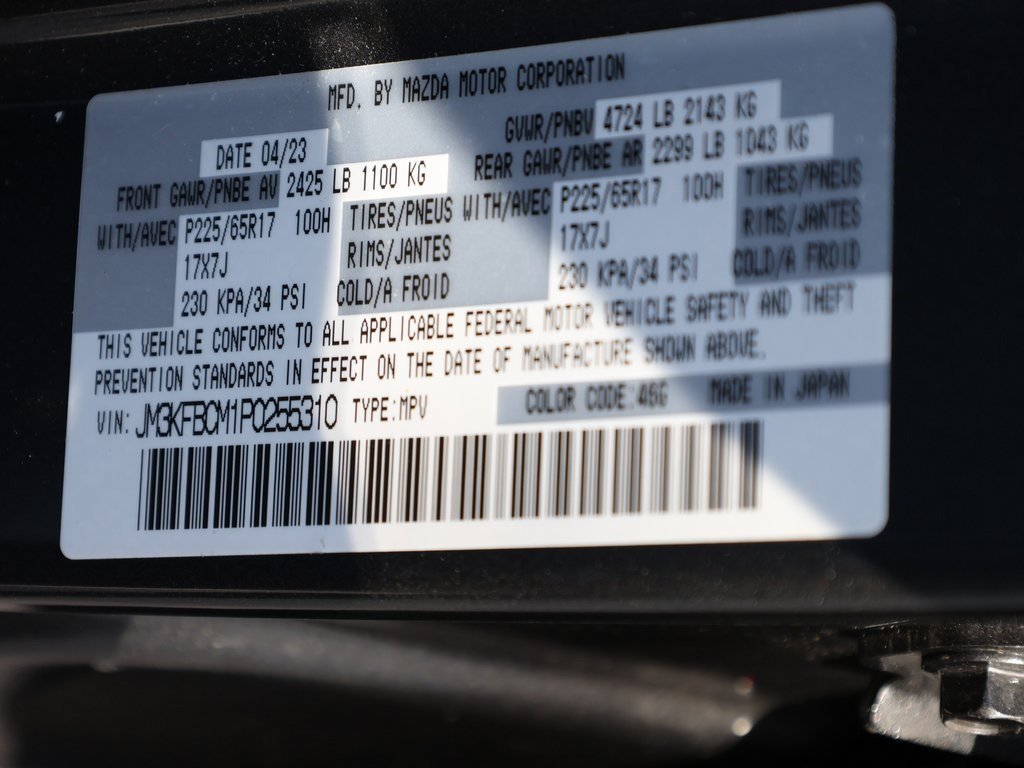 MFD. BY MAZDA MOTOR CORPORATION
DATE 04/23 GVWR/PNBV 4724 LB 2143 KG
FRONT GAWR/PNBE AV 2425 LB 1100 KG REAR GAWR/PNBE AR 2299 LB 1043 KG
WITH/AVEC P225/65R17 100H TIRES/PNEUS WITH/AVEC P225/65R17 100H TIRES/PNEUS
17X7J RIMS/JANTES 17X7J RIMS/JANTES
230 KPA/34 PSI COLD/A FROID 230 KPA/34 PSI COLD/A FROID
THIS VEHICLE CONFORMS TO ALL APPLICABLE FEDERAL MOTOR VEHICLE SAFETY AND THEFT
PREVENTION STANDARDS IN EFFECT ON THE DATE OF MANUFACTURE SHOWN ABOVE.
VIN: JM3KFBCM1P0255310 TYPE:MPV COLOR CODE:46G MADE IN JAPAN